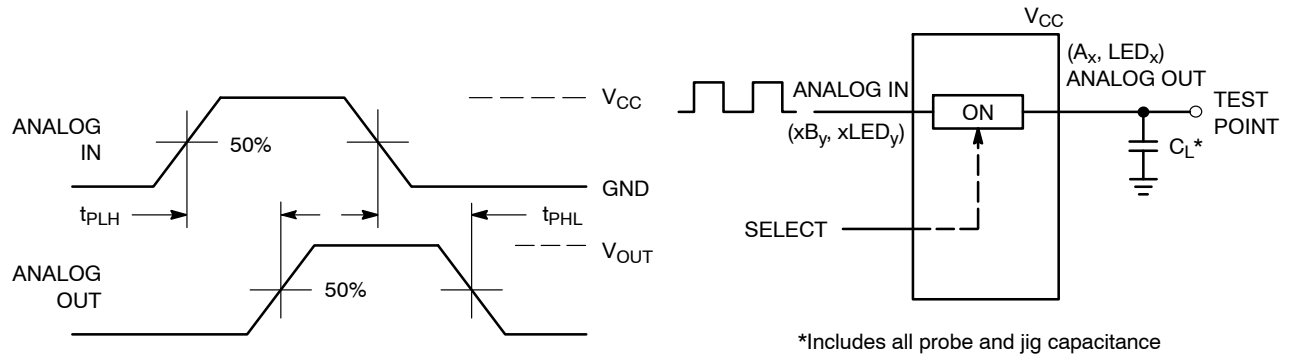 V_CC
ANALOG
IN
50%
GND
t_PLH
t_PHL
V_OUT
ANALOG
OUT
50%
V_CC
(A_x, LED_x)
ANALOG OUT
ANALOG IN
(xB_y, xLED_y)
ON
TEST
POINT
C_L*
SELECT
*Includes all probe and jig capacitance